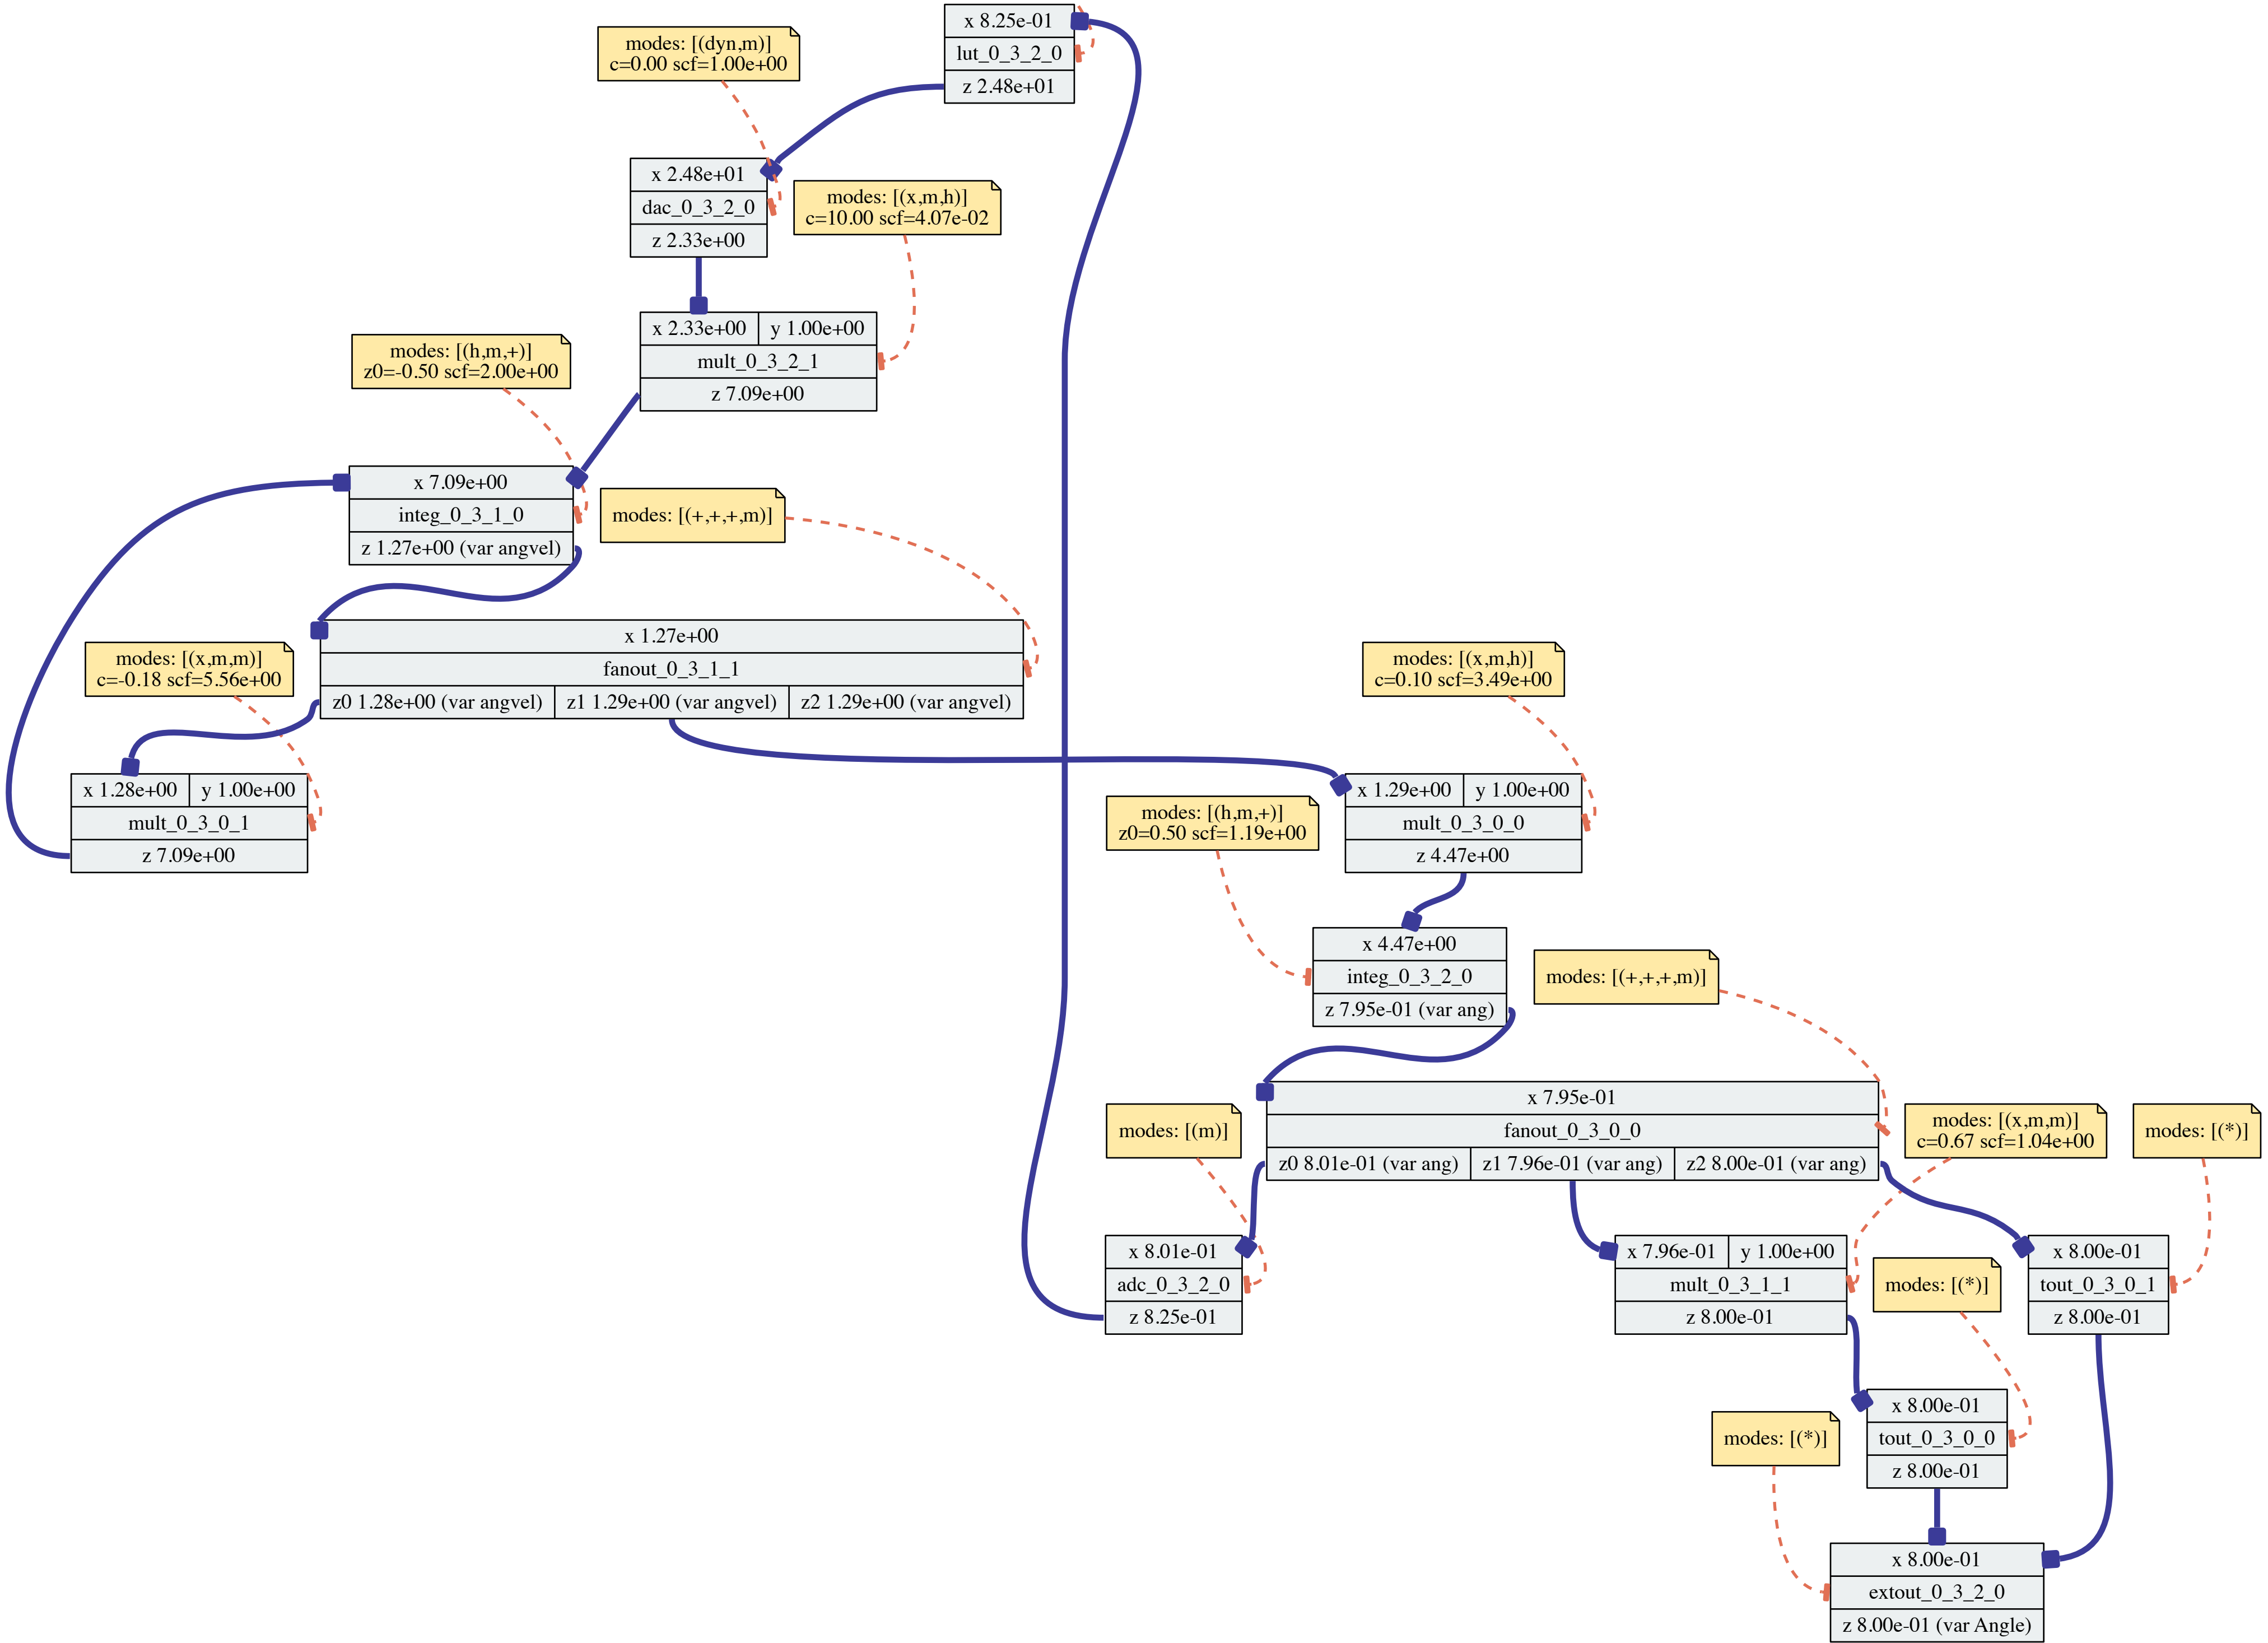 x 8.25e-01
lut_0_3_2_0
z 2.48e+01
modes: [(dyn,m)]
c=0.00 scf=1.00e+00
x 2.48e+01
dac_0_3_2_0
z 2.33e+00
modes: [(x,m,h)]
c=10.00 scf=4.07e-02
x 2.33e+00 y 1.00e+00
mult_0_3_2_1
z 7.09e+00
modes: [(h,m,+)]
z0=-0.50 scf=2.00e+00
x 7.09e+00
integ_0_3_1_0
z 1.27e+00 (var angvel)
modes: [(+,+,+,m)]
x 1.27e+00
fanout_0_3_1_1
z0 1.28e+00 (var angvel) z1 1.29e+00 (var angvel) z2 1.29e+00 (var angvel)
modes: [(x,m,m)]
c=-0.18 scf=5.56e+00
x 1.28e+00 y 1.00e+00
mult_0_3_0_1
z 7.09e+00
modes: [(x,m,h)]
c=0.10 scf=3.49e+00
x 1.29e+00 y 1.00e+00
mult_0_3_0_0
z 4.47e+00
modes: [(h,m,+)]
z0=0.50 scf=1.19e+00
x 4.47e+00
integ_0_3_2_0
z 7.95e-01 (var ang)
modes: [(+,+,+,m)]
x 7.95e-01
fanout_0_3_0_0
z0 8.01e-01 (var ang) z1 7.96e-01 (var ang) z2 8.00e-01 (var ang)
modes: [(m)]
x 8.01e-01
adc_0_3_2_0
z 8.25e-01
modes: [(x,m,m)]
c=0.67 scf=1.04e+00
x 7.96e-01 y 1.00e+00
mult_0_3_1_1
z 8.00e-01
modes: [(*)]
x 8.00e-01
tout_0_3_0_1
z 8.00e-01
modes: [(*)]
x 8.00e-01
tout_0_3_0_0
z 8.00e-01
modes: [(*)]
x 8.00e-01
extout_0_3_2_0
z 8.00e-01 (var Angle)